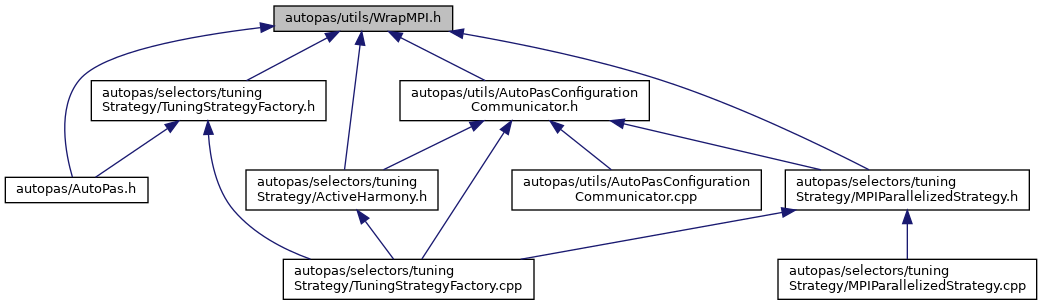 autopas/utils/WrapMPI.h
autopas/selectors/tuning
Strategy/TuningStrategyFactory.h
autopas/utils/AutoPasConfiguration
Communicator.h
autopas/AutoPas.h
autopas/selectors/tuning
Strategy/ActiveHarmony.h
autopas/utils/AutoPasConfiguration
Communicator.cpp
autopas/selectors/tuning
Strategy/MPIParallelizedStrategy.h
autopas/selectors/tuning
Strategy/TuningStrategyFactory.cpp
autopas/selectors/tuning
Strategy/MPIParallelizedStrategy.cpp